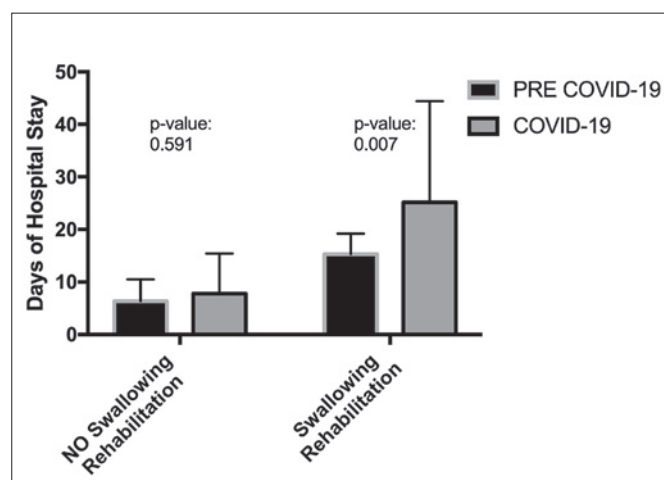 50
40
30
20
10
0
Days of Hospital Stay
p-value:
0.591
p-value:
0.007
PRE COVID-19
COVID-19
NO Swallowing
Rehabilitation
Swallowing
Rehabilitation